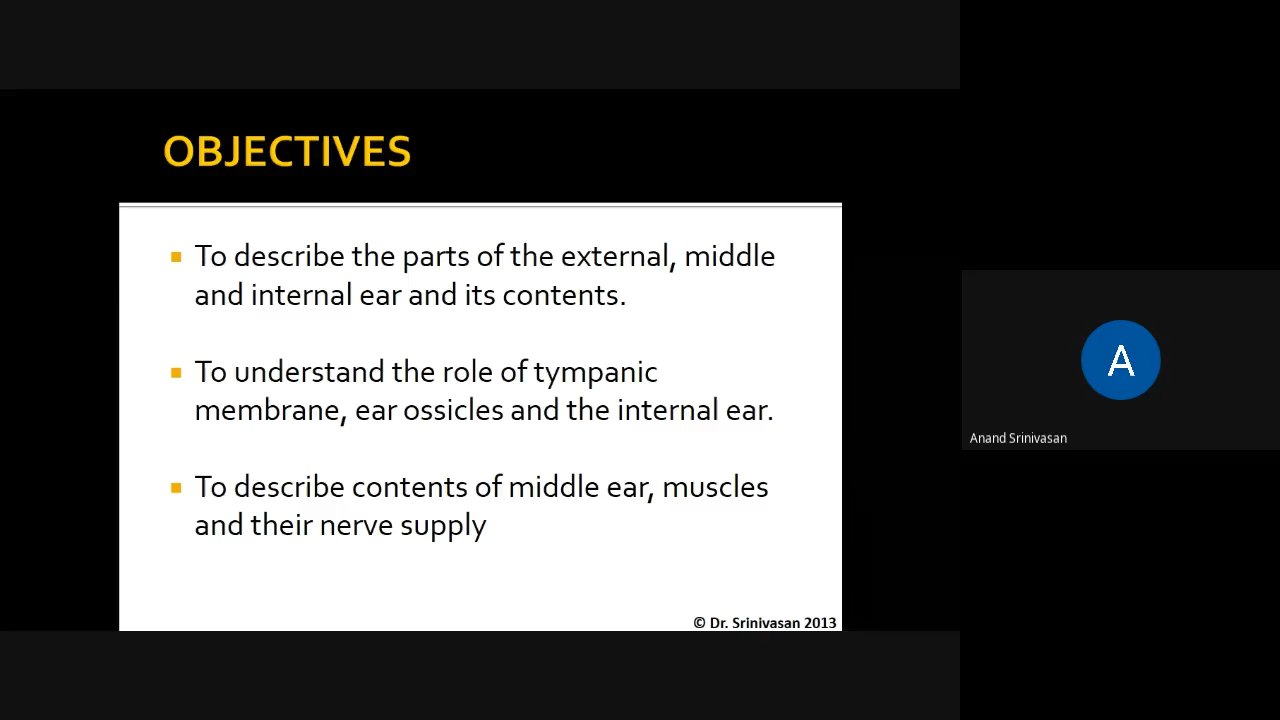 OBJECTIVES
▪ To describe the parts of the external, middle
and internal ear and its contents.
▪ To understand the role of tympanic
membrane, ear ossicles and the internal ear.
▪ To describe contents of middle ear, muscles
and their nerve supply
© Dr. Srinivasan 2013
A
Anand Srinivasan